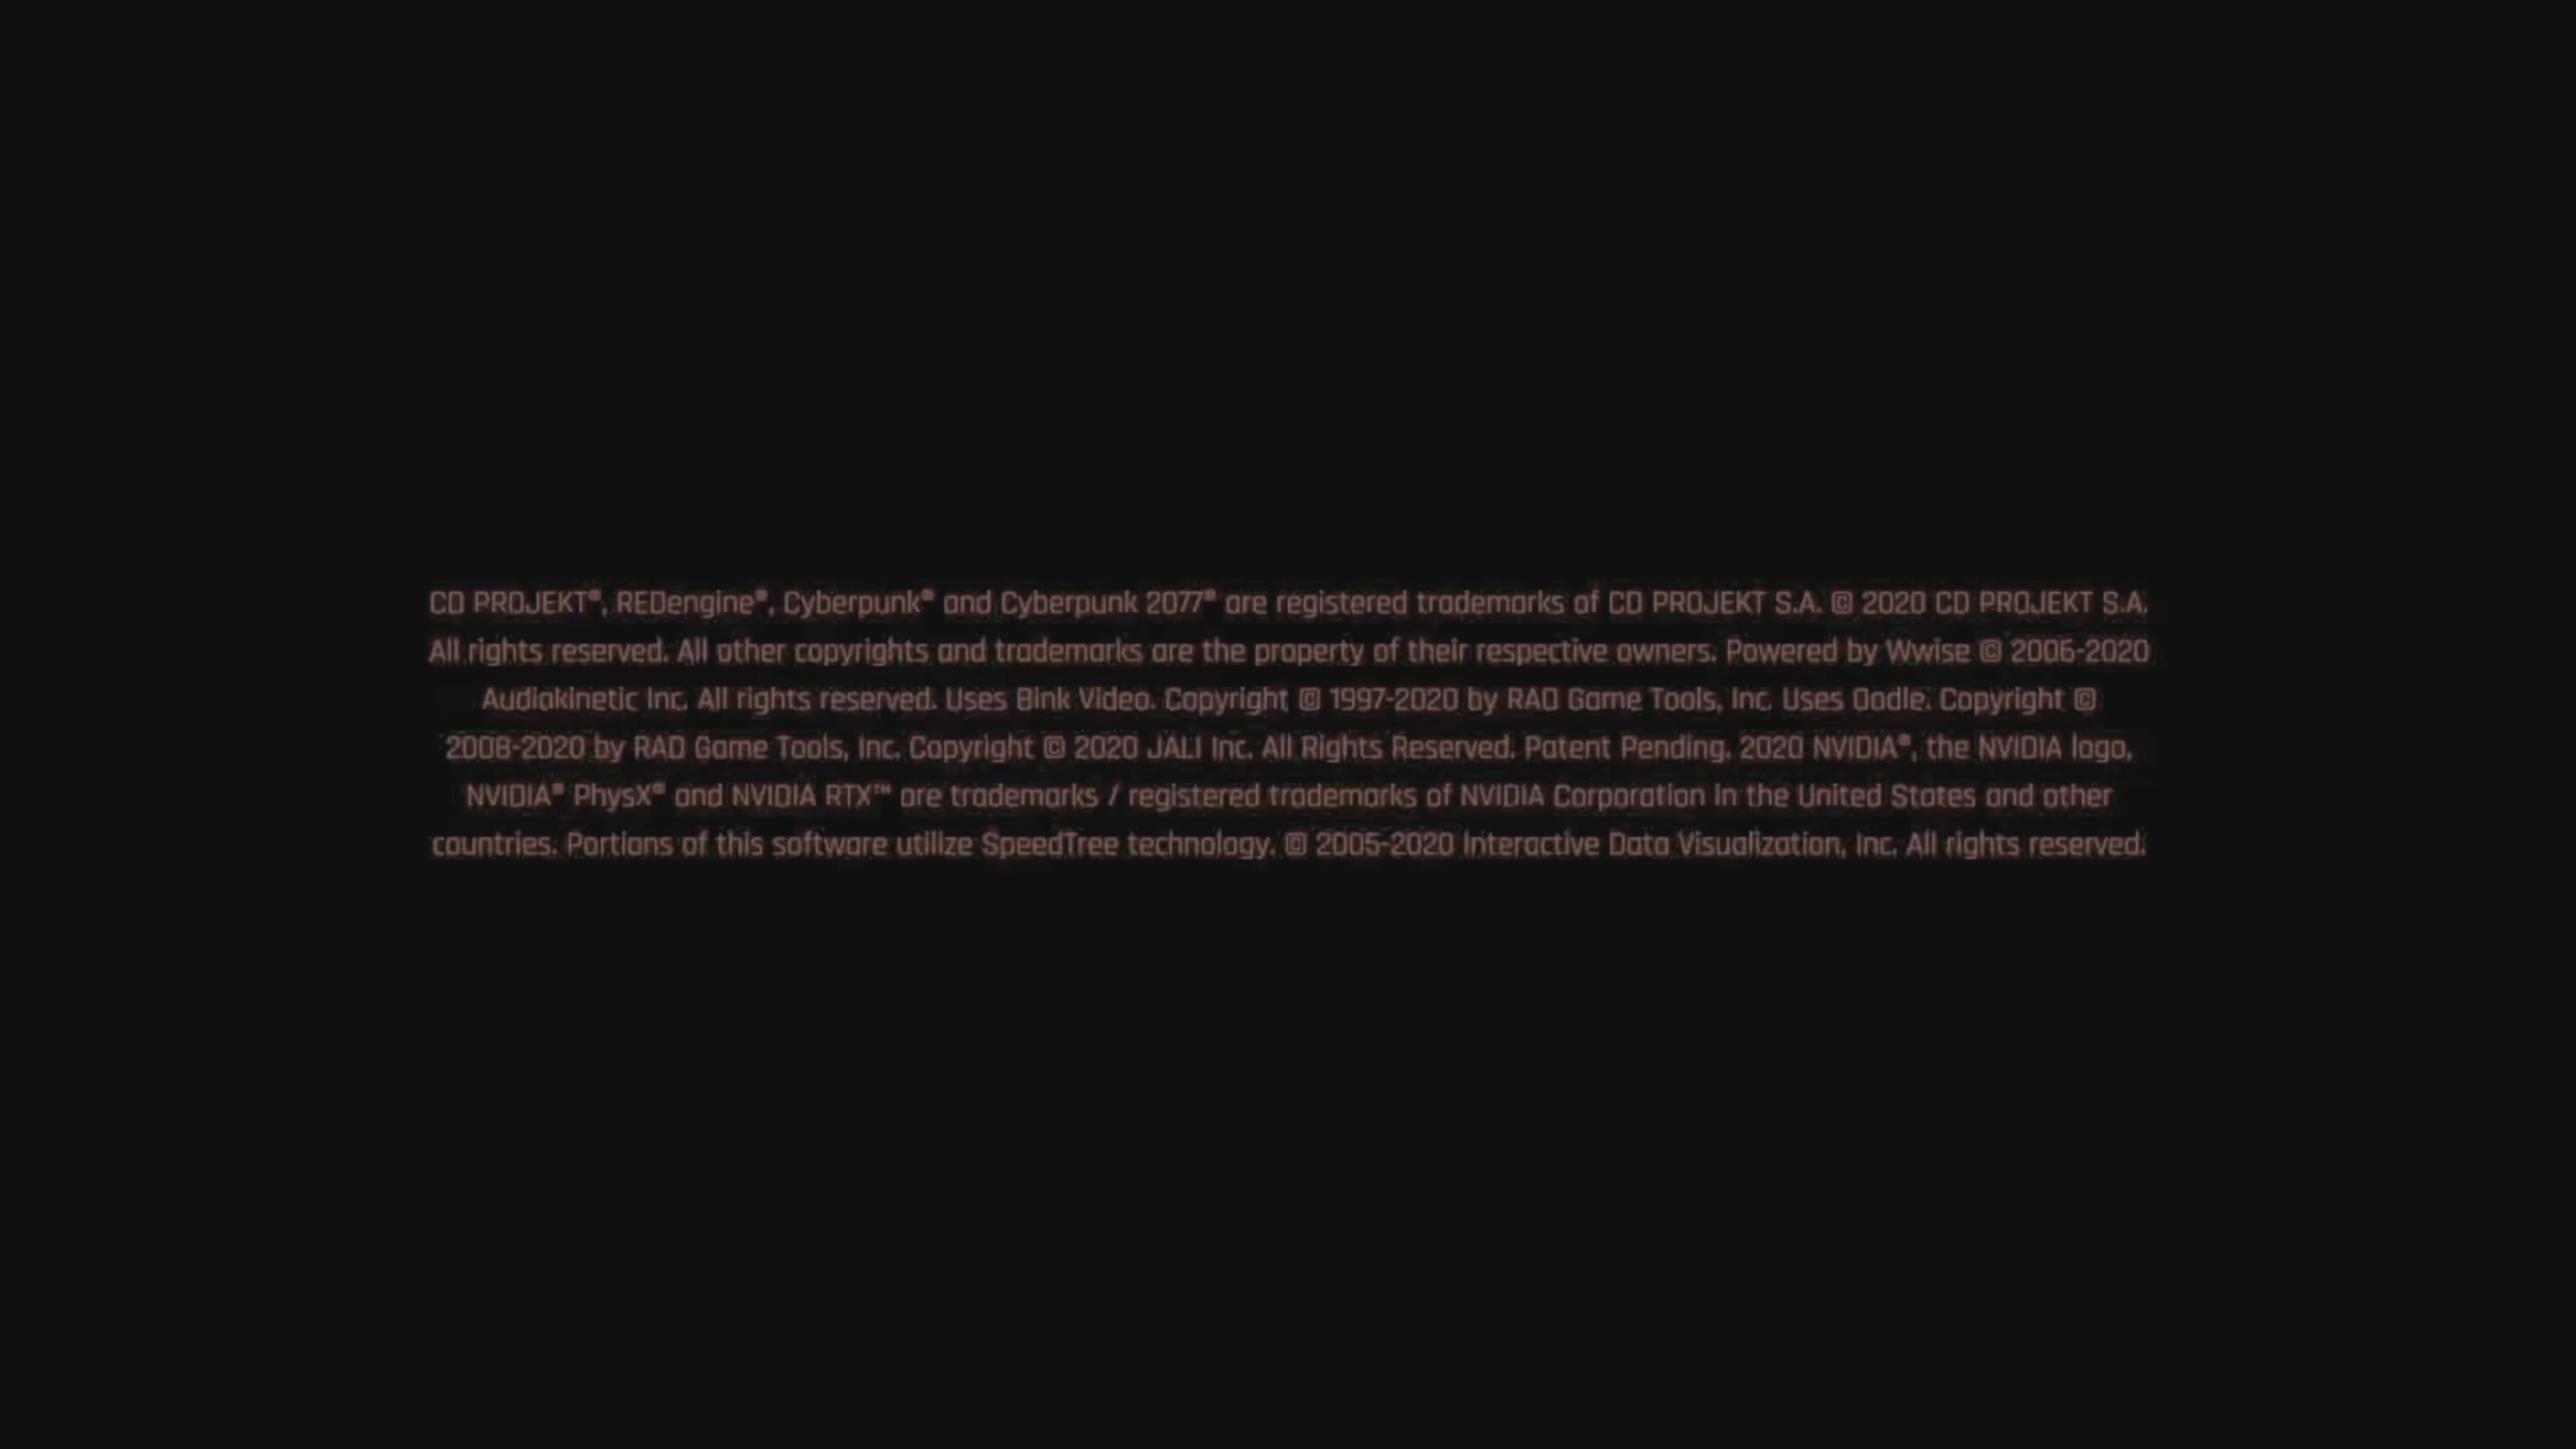 CD PROJEKT®, REDengine®, Cyberpunk® and Cyberpunk 2077® are registered trademarks of CD PROJEKT S.A. © 2020 CD PROJEKT S.A.
All rights reserved. All other copyrights and trademarks are the property of their respective owners. Powered by Wwise © 2006-2020
Audiokinetic Inc. All rights reserved. Uses Bink Video. Copyright © 1997-2020 by RAD Game Tools, Inc. Uses Oodle. Copyright ©
2008-2020 by RAD Game Tools, Inc. Copyright © 2020 JALI Inc. All Rights Reserved. Patent Pending. 2020 NVIDIA®, the NVIDIA logo,
NVIDIA® PhysX® and NVIDIA RTX™ are trademarks / registered trademarks of NVIDIA Corporation in the United States and other
countries. Portions of this software utilize SpeedTree technology. © 2005-2020 Interactive Data Visualization, Inc. All rights reserved.